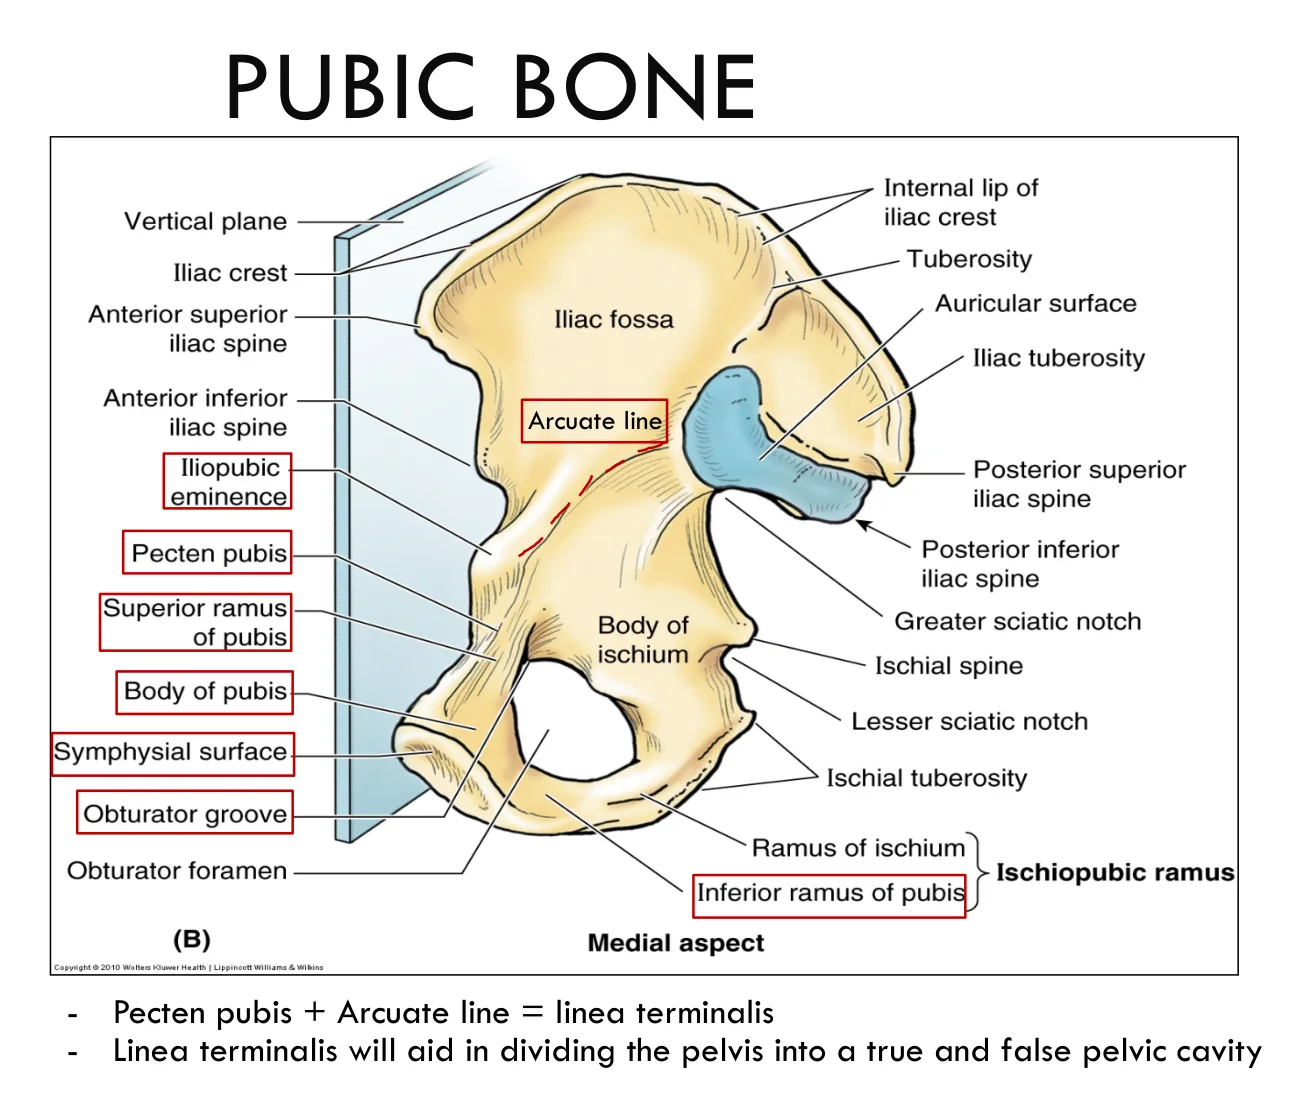 PUBIC BONE
Vertical plane
Iliac crest
Anterior superior
iliac spine
Anterior inferior
iliac spine
Iliopubic
eminence
Pecten pubis
Superior ramus
of pubis
Body of pubis
Symphysial surface
Obturator groove
Obturator foramen
Iliac fossa
Arcuate line
Body of
ischium
Internal lip of
iliac crest
Tuberosity
Auricular surface
Iliac tuberosity
Posterior superior
iliac spine
Posterior inferior
iliac spine
Greater sciatic notch
Ischial spine
Lesser sciatic notch
Ischial tuberosity
Ramus of ischium
Inferior ramus of pubis
Ischiopubic ramus
(B)
Medial aspect
Copyright © 2010 Wolters Kluwer Health | Lippincott Williams & Wilkins
- Pecten pubis + Arcuate line = linea terminalis
- Linea terminalis will aid in dividing the pelvis into a true and false pelvic cavity